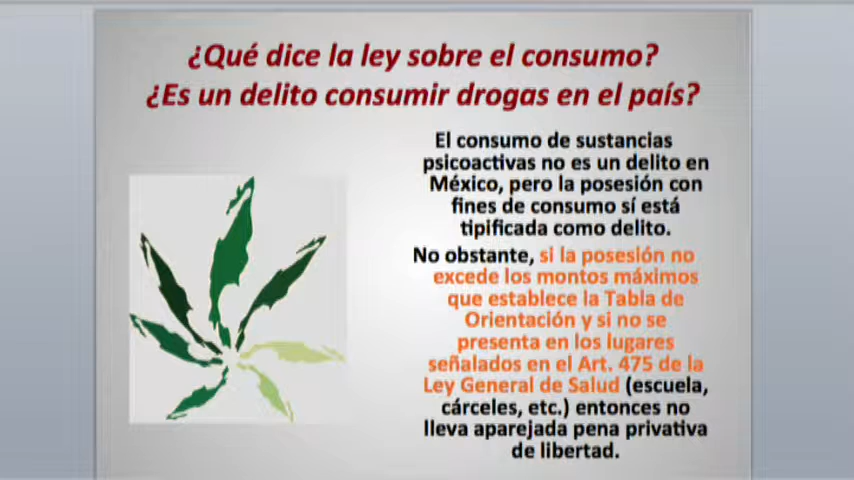 ¿Qué dice la ley sobre el consumo?
¿Es un delito consumir drogas en el país?
El consumo de sustancias
psicoactivas no es un delito en
México, pero la posesión con
fines de consumo sí está
tipificada como delito.
No obstante, si la posesión no
excede los montos máximos
que establece la Tabla de
Orientación y si no se
presenta en los lugares
señalados en el Art. 475 de la
Ley General de Salud (escuela,
cárceles, etc.) entonces no
lleva aparejada pena privativa
de libertad.